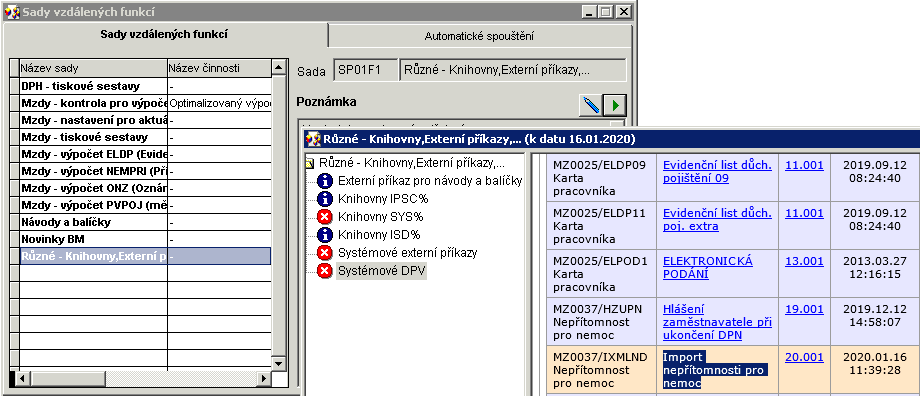 Sady vzdálených funkcí
Sady vzdálených funkcí
Automatické spouštění
Název sady
Název činnosti
DPH - tiskové sestavy
-
Mzdy - kontrola pro výpoče
Optimalizovaný výpoč
Mzdy - nastavení pro aktuá
-
Mzdy - tiskové sestavy
-
Mzdy - výpočet ELDP (Evide
-
Mzdy - výpočet NEMPRI (Př
-
Mzdy - výpočet ONZ (Oznár
-
Mzdy - výpočet PVPOJ (mě
-
Návody a balíčky
-
Novinky BM
-
Různé - Knihovny,Externí p
-
Sada
SP01F1
Různé - Knihovny,Externí příkazy,...
Poznámka
Různé - Knihovny,Externí příkazy,... (k datu 16.01.2020)
Různé - Knihovny,Externí příkazy,...
Externí příkaz pro návody a balíčky
Knihovny IPSC%
Knihovny SYS%
Knihovny ISD%
Systémové externí příkazy
Systémové DPV
MZ0025/ELDP09
Karta
pracovníka
Evidenční list důch.
pojištění 09
11.001
2019.09.12
08:24:40
MZ0025/ELDP11
Karta
pracovníka
Evidenční list důch.
poj. extra
11.001
2019.09.12
08:24:40
MZ0025/ELPOD1
Karta
pracovníka
ELEKTRONICKÁ
PODÁNÍ
13.001
2013.03.27
12:16:15
MZ0037/HZUPN
Nepřítomnost
pro nemoc
Hlášení
zaměstnavatele při
ukončení DPN
19.001
2019.12.12
14:58:07
MZ0037/IXMLND
Nepřítomnost
pro nemoc
Import
nepřítomnosti pro
nemoc
20.001
2020.01.16
11:39:28